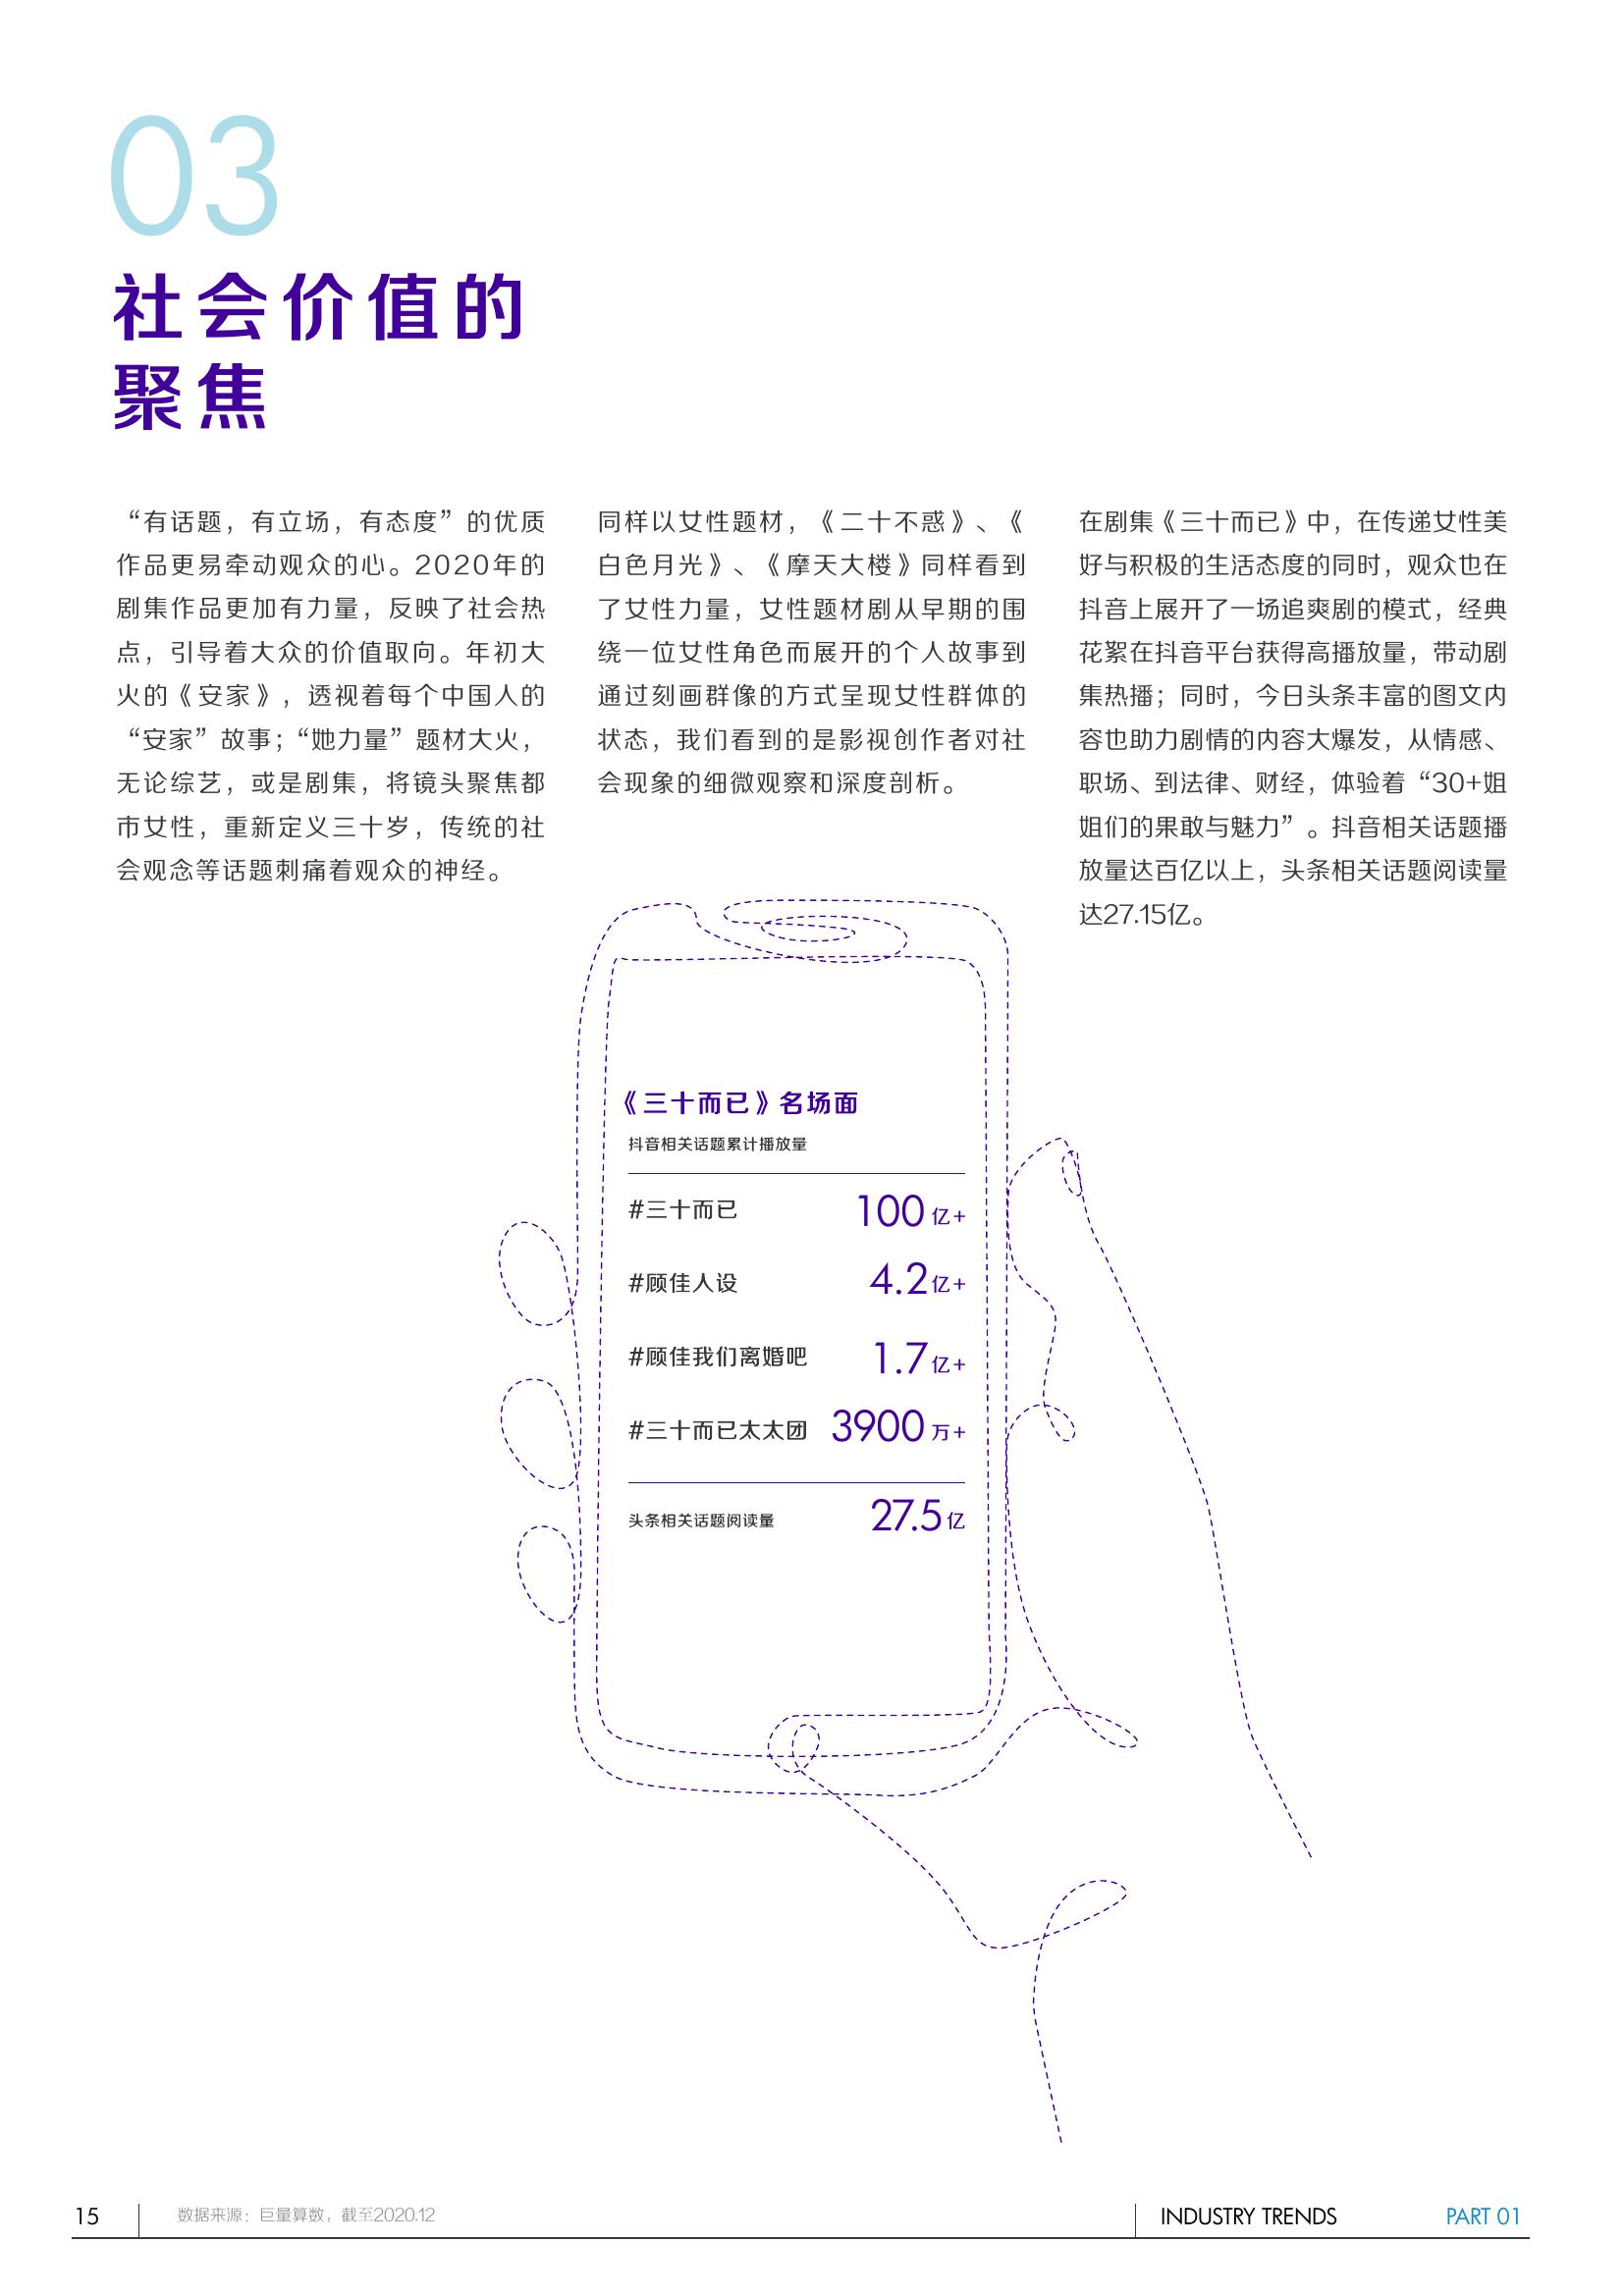 03
社会价值的
聚焦
“有话题，有立场，有态度”的优质
作品更易牵动观众的心。2020年的
剧集作品更加有力量，反映了社会热
点，引导着大众的价值取向。年初大
火的《安家》，透视着每个中国人的
“安家”故事；“她力量”题材大火，
无论综艺，或是剧集，将镜头聚焦都
市女性，重新定义三十岁，传统的社
会观念等话题刺痛着观众的神经。
同样以女性题材，《二十不惑》、《
白色月光》、《摩天大楼》同样看到
了女性力量，女性题材剧从早期的围
绕一位女性角色而展开的个人故事到
通过刻画群像的方式呈现女性群体的
状态，我们看到的是影视创作者对社
会现象的细微观察和深度剖析。
在剧集《三十而已》中，在传递女性美
好与积极的生活态度的同时，观众也在
抖音上展开了一场追爽剧的模式，经典
花絮在抖音平台获得高播放量，带动剧
集热播；同时，今日头条丰富的图文内
容也助力剧情的内容大爆发，从情感、
职场、到法律、财经，体验着“30+姐
姐们的果敢与魅力”。抖音相关话题播
放量达百亿以上，头条相关话题阅读量
达27.15亿。
《三十而已》名场面
抖音相关话题累计播放量
#三十而已 100亿+
#顾佳人设 4.2亿+
#顾佳我们离婚吧 1.7亿+
#三十而已太太团 3900万+
头条相关话题阅读量 27.5亿
15 数据来源：巨量算数，截至2020.12 INDUSTRY TRENDS PART 01